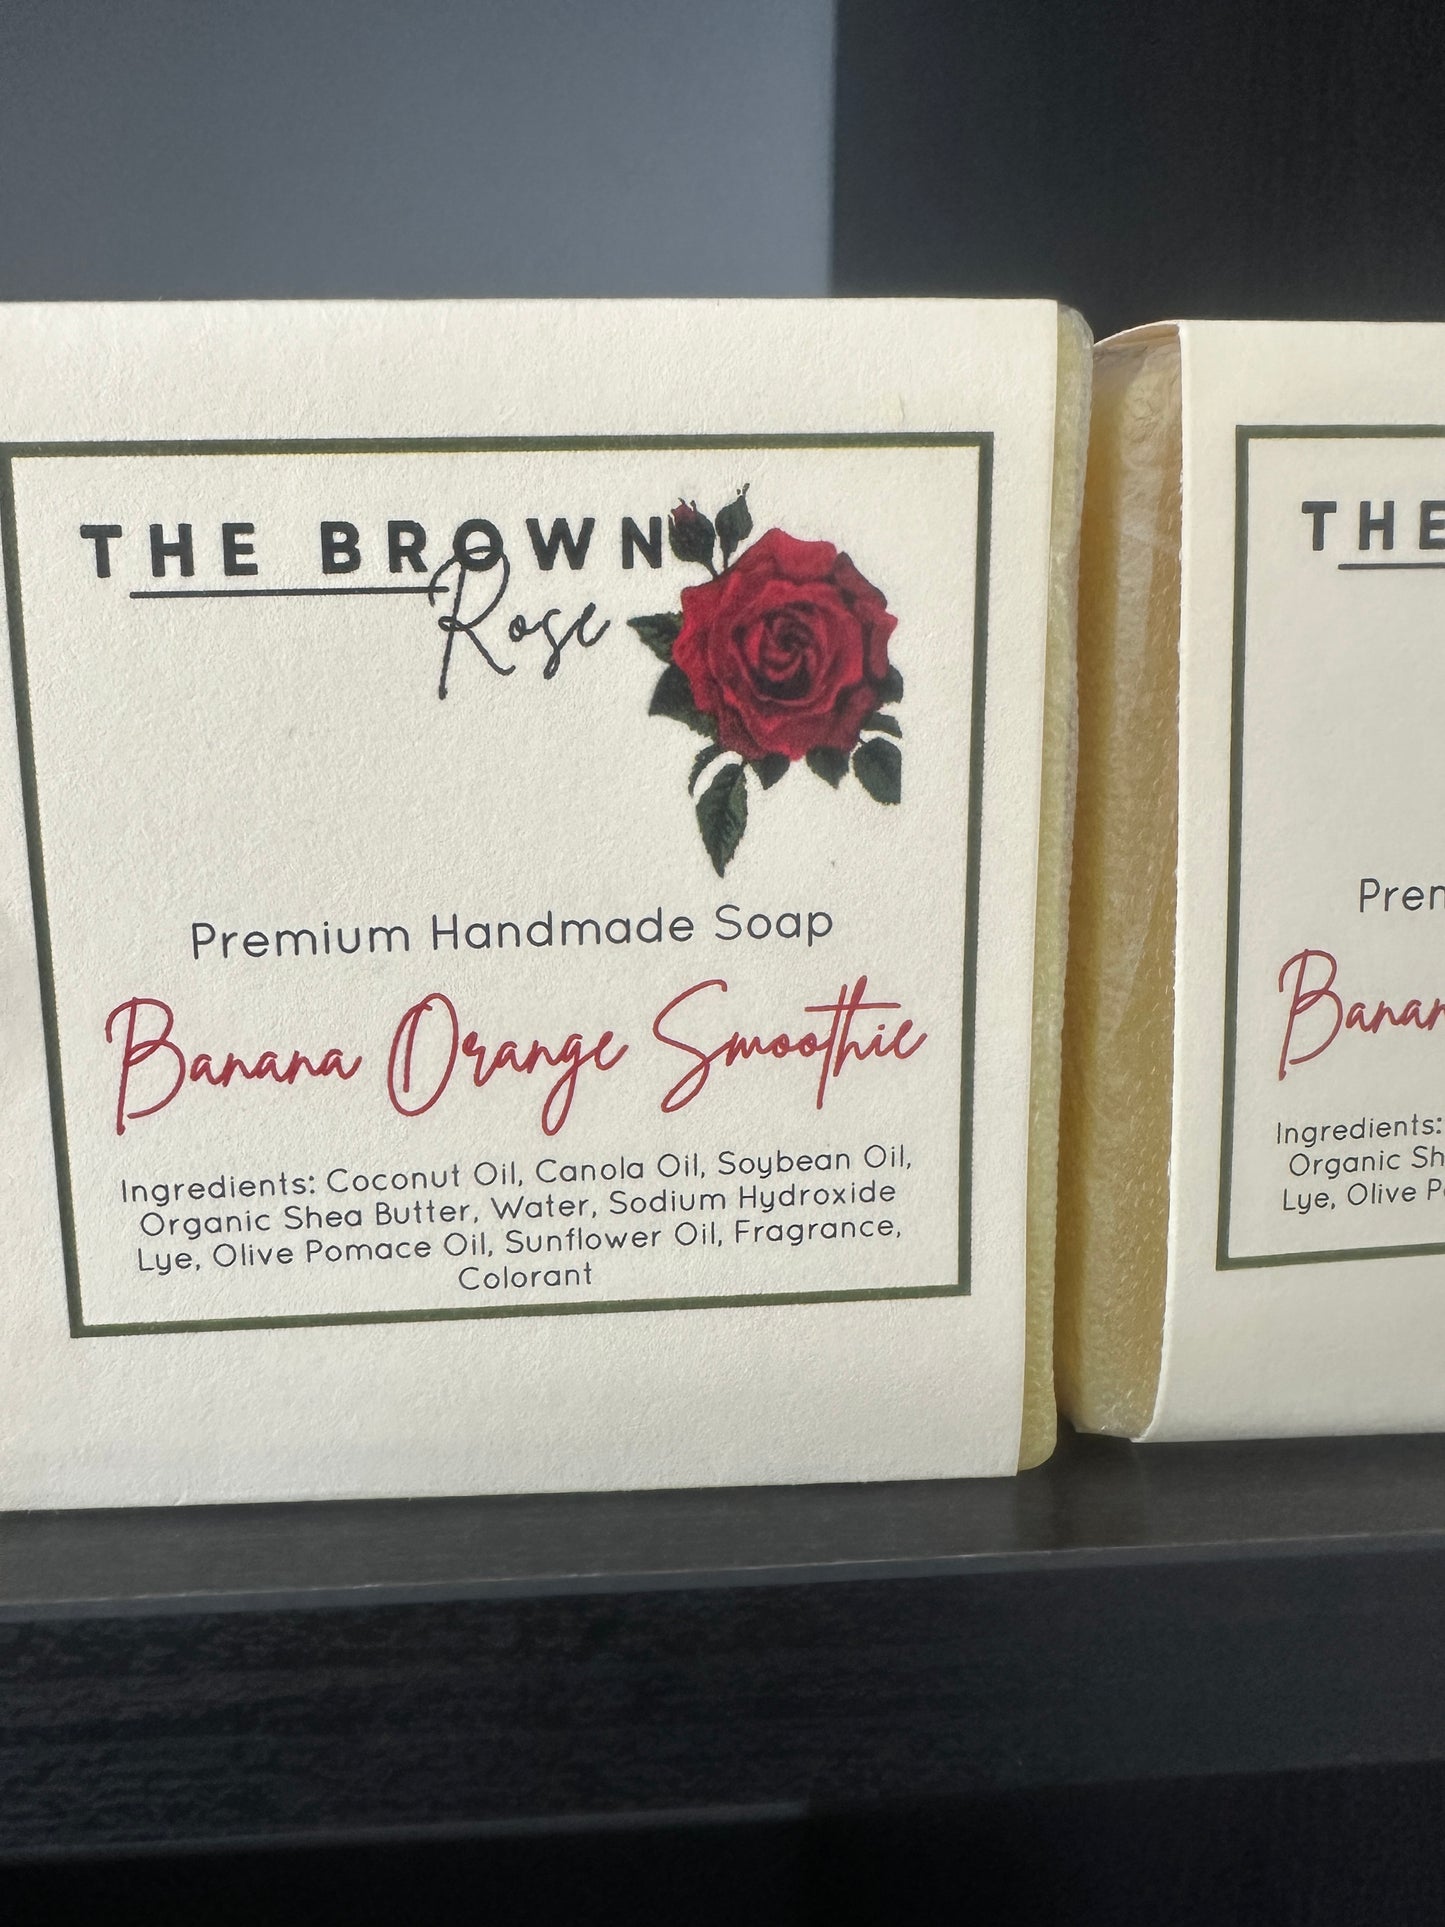 THE BROWN
Rose
Premium Handmade Soap
Banana Orange Smoothie
Ingredients: Coconut Oil, Canola Oil, Soybean Oil,
Organic Shea Butter, Water, Sodium Hydroxide
Lye, Olive Pomace Oil, Sunflower Oil, Fragrance,
Colorant
THE
Prem
Banan
Ingredients:
Organic Sh
Lye, Olive P